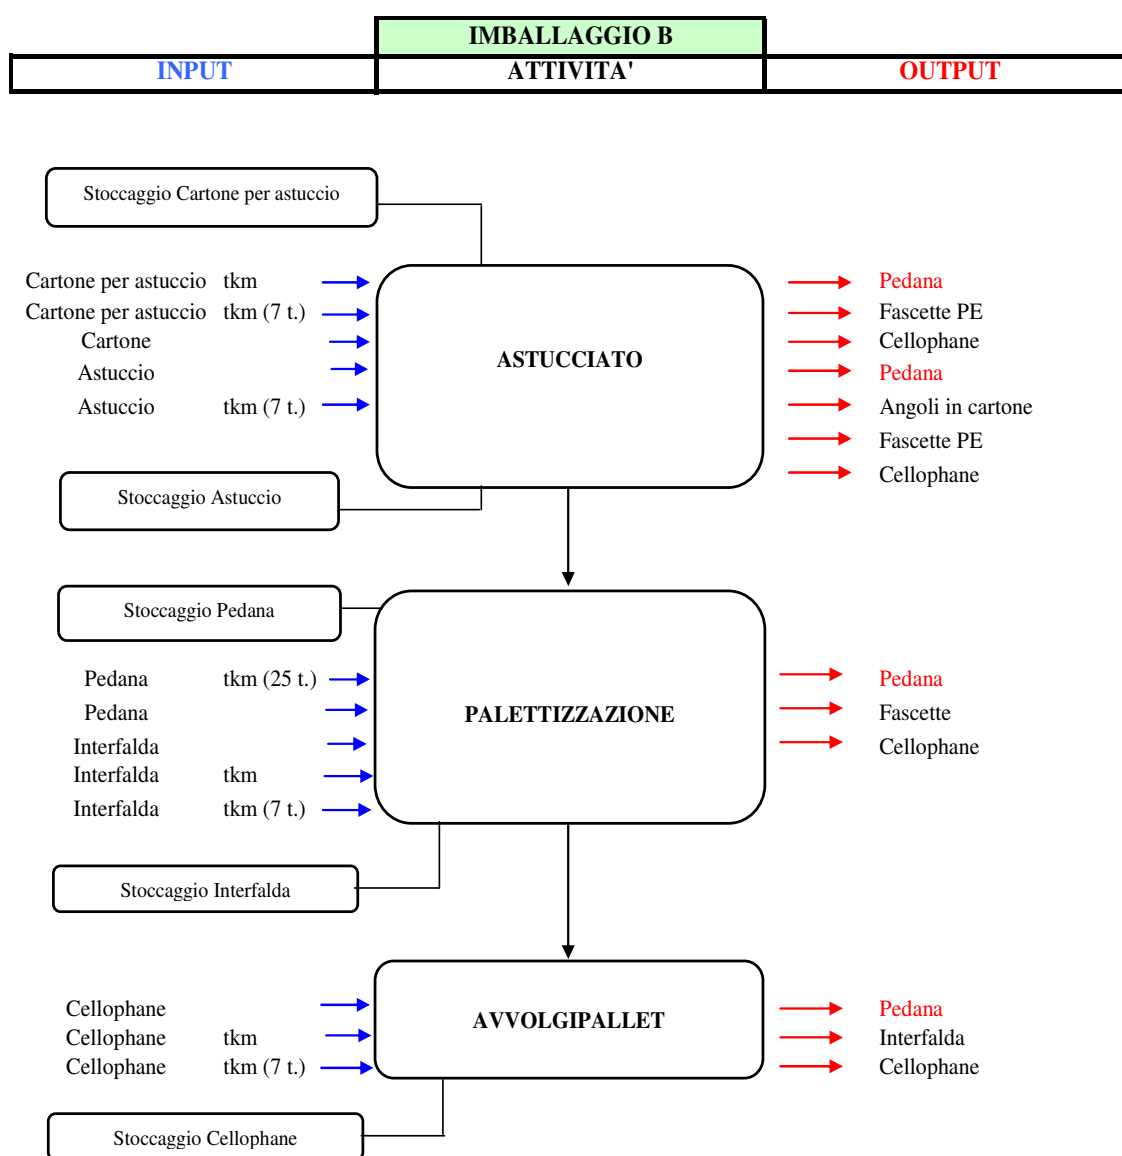 IMBALLAGGIO B
INPUT ATTIVITA' OUTPUT
Stoccaggio Cartone per astuccio
Cartone per astuccio tkm Pedana
Cartone per astuccio tkm (7 t.) Fascette PE
Cartone Cellophane
ASTUCCIATO
Astuccio Pedana
Astuccio tkm (7 t.) Angoli in cartone
Fascette PE
Cellophane
Stoccaggio Astuccio
Stoccaggio Pedana
Pedana tkm (25 t.) Pedana
Pedana Fascette
PALETTIZZAZIONE
Interfalda Cellophane
Interfalda tkm
Interfalda tkm (7 t.)
Stoccaggio Interfalda
Cellophane Pedana
AVVOLGIPALLET
Cellophane tkm Interfalda
Cellophane tkm (7 t.) Cellophane
Stoccaggio Cellophane